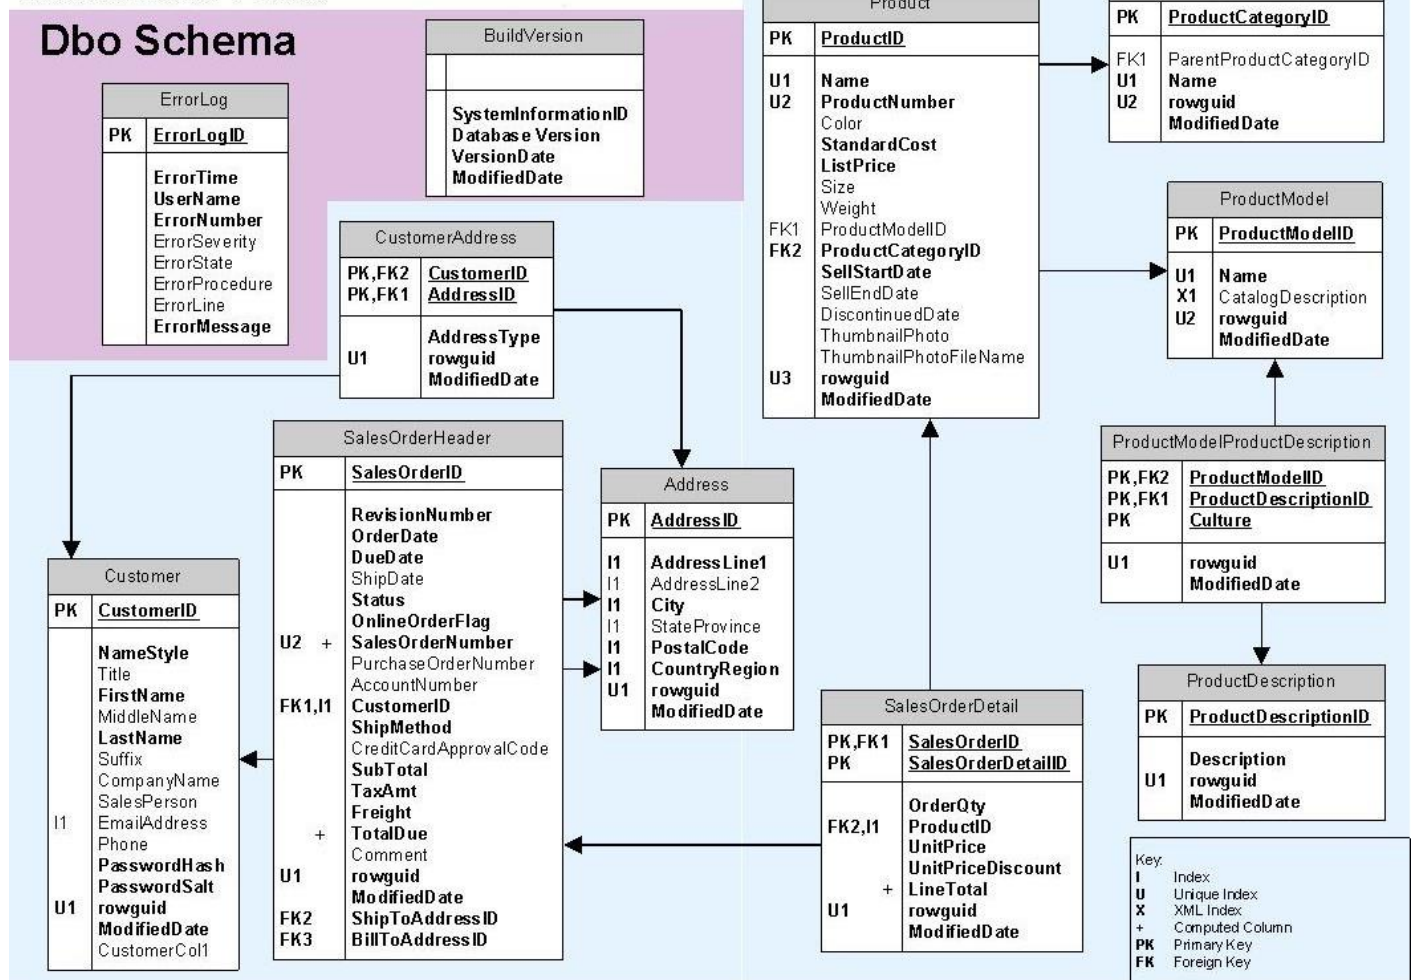 Dbo Schema
BuildVersion
SystemInformationID
Database Version
VersionDate
ModifiedDate
ErrorLog
PK ErrorLogID
ErrorTime
UserName
ErrorNumber
ErrorSeverity
ErrorState
ErrorProcedure
ErrorLine
ErrorMessage
Product
PK ProductID
U1 Name
U2 ProductNumber
Color
StandardCost
ListPrice
Size
Weight
FK1 ProductModelID
FK2 ProductCategoryID
SellStartDate
SellEndDate
DiscontinuedDate
ThumbnailPhoto
ThumbnailPhotoFileName
U3 rowguid
ModifiedDate
PK ProductCategoryID
FK1 ParentProductCategoryID
U1 Name
U2 rowguid
ModifiedDate
ProductModel
PK ProductModelID
U1 Name
X1 CatalogDescription
U2 rowguid
ModifiedDate
CustomerAddress
PK,FK2 CustomerID
PK,FK1 AddressID
AddressType
U1 rowguid
ModifiedDate
SalesOrderHeader
PK SalesOrderID
RevisionNumber
OrderDate
DueDate
ShipDate
Status
OnlineOrderFlag
U2 + SalesOrderNumber
PurchaseOrderNumber
AccountNumber
FK1,I1 CustomerID
ShipMethod
CreditCardApprovalCode
SubTotal
TaxAmt
Freight
+ TotalDue
Comment
U1 rowguid
ModifiedDate
FK2 ShipToAddressID
FK3 BillToAddressID
Address
PK AddressID
I1 AddressLine1
I1 AddressLine2
I1 City
I1 StateProvince
I1 PostalCode
I1 CountryRegion
U1 rowguid
ModifiedDate
Customer
PK CustomerID
NameStyle
Title
FirstName
MiddleName
LastName
Suffix
CompanyName
SalesPerson
I1 EmailAddress
Phone
PasswordHash
PasswordSalt
U1 rowguid
ModifiedDate
CustomerCol1
ProductModelProductDescription
PK,FK2 ProductModelID
PK,FK1 ProductDescriptionID
PK Culture
U1 rowguid
ModifiedDate
ProductDescription
PK ProductDescriptionID
Description
U1 rowguid
ModifiedDate
SalesOrderDetail
PK,FK1 SalesOrderID
PK SalesOrderDetailID
OrderQty
FK2,I1 ProductID
UnitPrice
UnitPriceDiscount
+ LineTotal
U1 rowguid
ModifiedDate
Key:
I Index
U Unique Index
X XML Index
+ Computed Column
PK Primary Key
FK Foreign Key